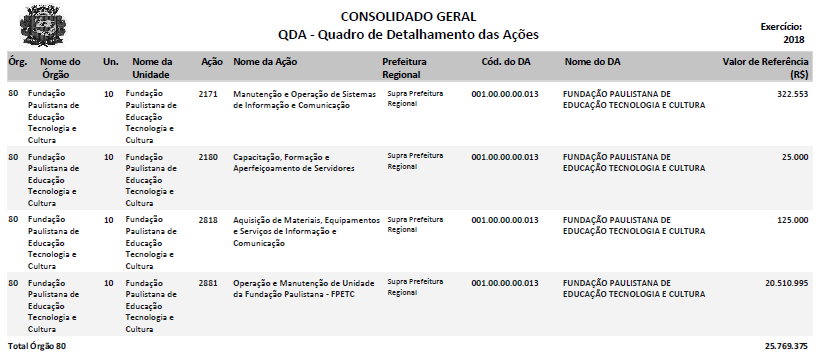 CONSOLIDADO GERAL
QDA - Quadro de Detalhamento das Ações
Exercício:
2018
Órg. Nome do Órgão Un. Nome da Unidade Ação Nome da Ação Prefeitura Regional Cód. do DA Nome do DA Valor de Referência (R$)
80 Fundação 10 Fundação 2171 Manutenção e Operação de Sistemas Supra Prefeitura 001.00.00.00.013 FUNDAÇÃO PAULISTANA DE 322.553
Paulistana de Paulistana de de Informação e Comunicação Regional EDUCAÇÃO TECNOLOGIA E CULTURA
Educação Educação
Tecnologia e Tecnologia e
Cultura Cultura
80 Fundação 10 Fundação 2180 Capacitação, Formação e Supra Prefeitura 001.00.00.00.013 FUNDAÇÃO PAULISTANA DE 25.000
Paulistana de Paulistana de Aperfeiçoamento de Servidores Regional EDUCAÇÃO TECNOLOGIA E CULTURA
Educação Educação
Tecnologia e Tecnologia e
Cultura Cultura
80 Fundação 10 Fundação 2818 Aquisição de Materiais, Equipamentos Supra Prefeitura 001.00.00.00.013 FUNDAÇÃO PAULISTANA DE 125.000
Paulistana de Paulistana de e Serviços de Informação e Regional EDUCAÇÃO TECNOLOGIA E CULTURA
Educação Educação Comunicação
Tecnologia e Tecnologia e
Cultura Cultura
80 Fundação 10 Fundação 2881 Operação e Manutenção de Unidade Supra Prefeitura 001.00.00.00.013 FUNDAÇÃO PAULISTANA DE 20.510.995
Paulistana de Paulistana de da Fundação Paulistana - FPETC Regional EDUCAÇÃO TECNOLOGIA E CULTURA
Educação Educação
Tecnologia e Tecnologia e
Cultura Cultura
Total Órgão 80 25.769.375